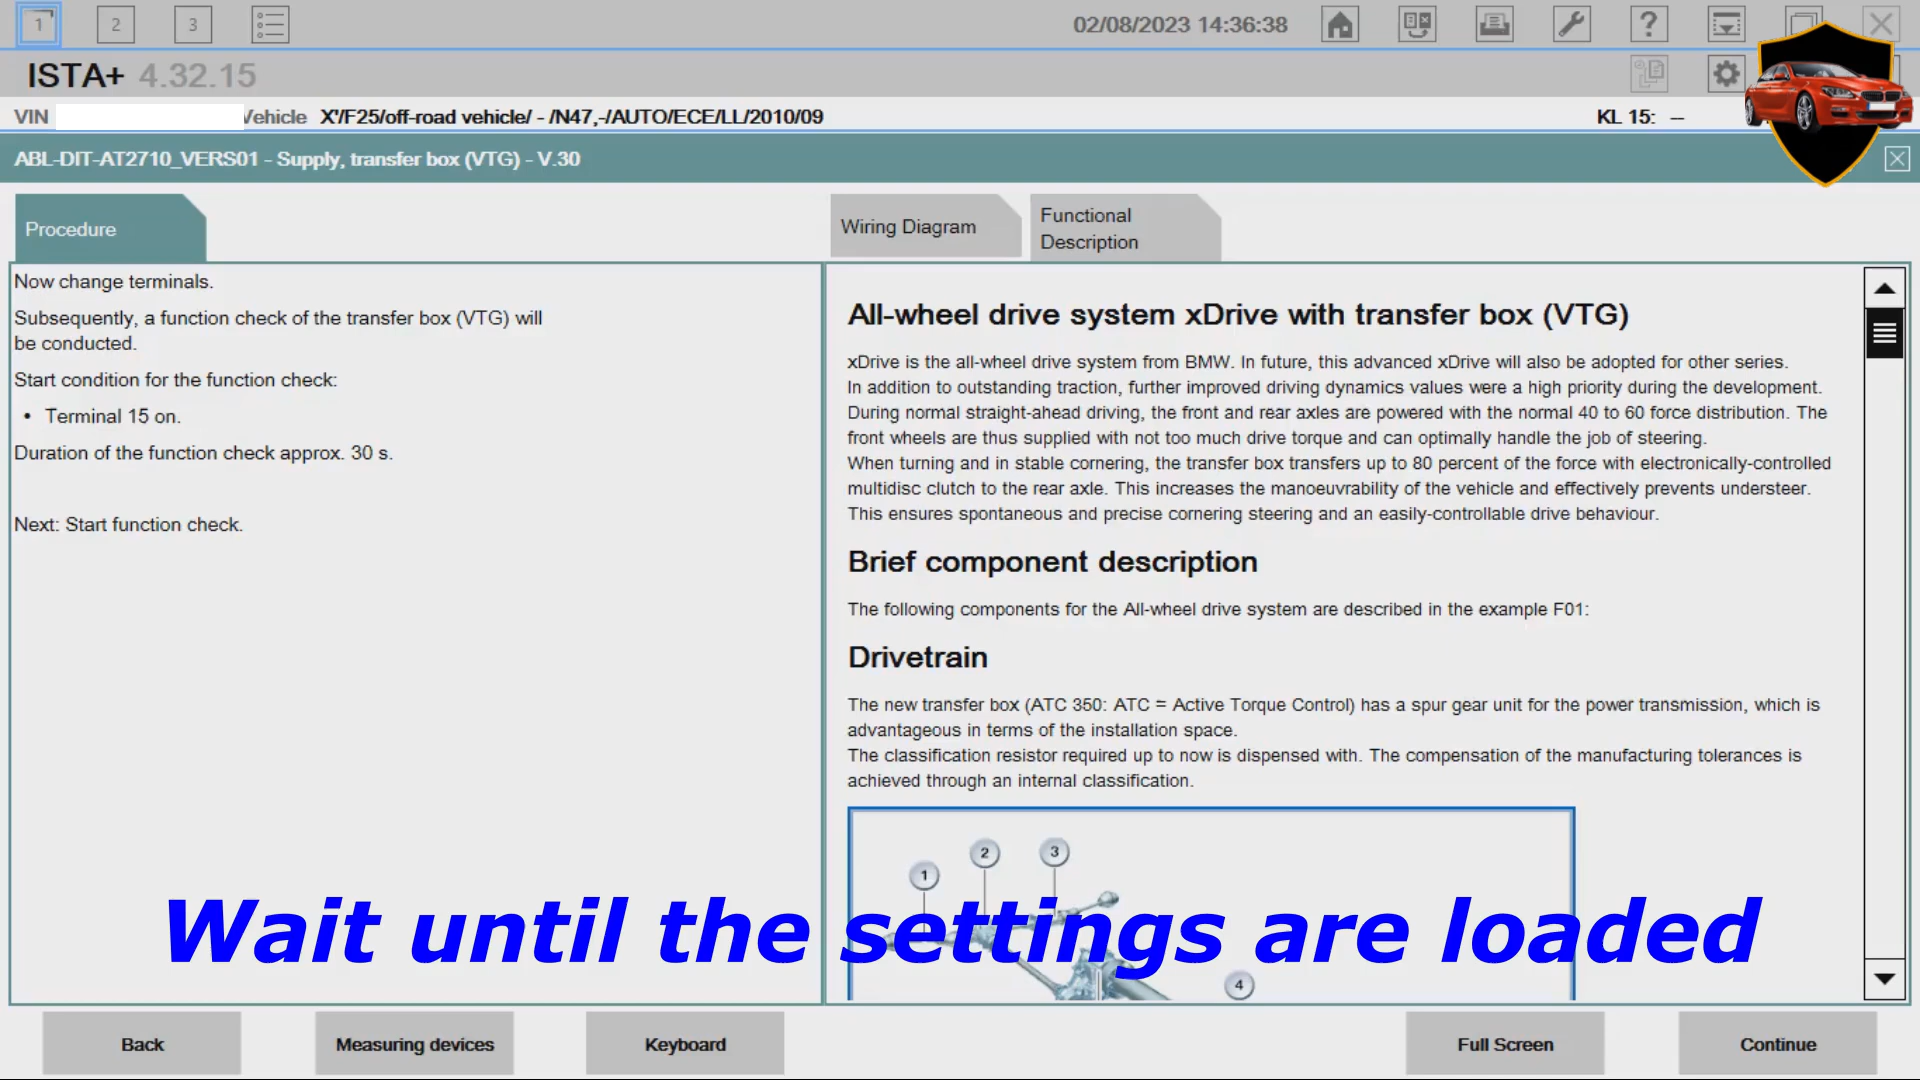 1 2 3 02/08/2023 14:36:38 ?
ISTA+ 4.32.15
VIN Vehicle X'/F25/off-road vehicle/ - /N47,-/AUTO/ECE/LL/2010/09 KL 15: --
ABL-DIT-AT2710_VERS01 - Supply, transfer box (VTG) - V.30
Procedure
Wiring Diagram
Functional
Description
Now change terminals.
Subsequently, a function check of the transfer box (VTG) will
be conducted.
Start condition for the function check:
• Terminal 15 on.
Duration of the function check approx. 30 s.
Next: Start function check.
All-wheel drive system xDrive with transfer box (VTG)
xDrive is the all-wheel drive system from BMW. In future, this advanced xDrive will also be adopted for other series.
In addition to outstanding traction, further improved driving dynamics values were a high priority during the development.
During normal straight-ahead driving, the front and rear axles are powered with the normal 40 to 60 force distribution. The
front wheels are thus supplied with not too much drive torque and can optimally handle the job of steering.
When turning and in stable cornering, the transfer box transfers up to 80 percent of the force with electronically-controlled
multidisc clutch to the rear axle. This increases the manoeuvrability of the vehicle and effectively prevents understeer.
This ensures spontaneous and precise cornering steering and an easily-controllable drive behaviour.
Brief component description
The following components for the All-wheel drive system are described in the example F01:
Drivetrain
The new transfer box (ATC 350: ATC = Active Torque Control) has a spur gear unit for the power transmission, which is
advantageous in terms of the installation space.
The classification resistor required up to now is dispensed with. The compensation of the manufacturing tolerances is
achieved through an internal classification.
1 2 3
4
Wait until the settings are loaded
Back Measuring devices Keyboard Full Screen Continue